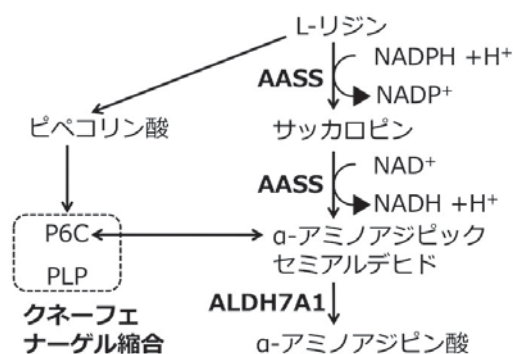 L-リジン
AASS
NADPH +H⁺
NADP⁺
ピペコリン酸
サッカロピン
AASS
NAD⁺
NADH +H⁺
P6C
α-アミノアジピック
セミアルデヒド
PLP
クネーフェ
ナーゲル縮合
ALDH7A1
α-アミノアジピン酸